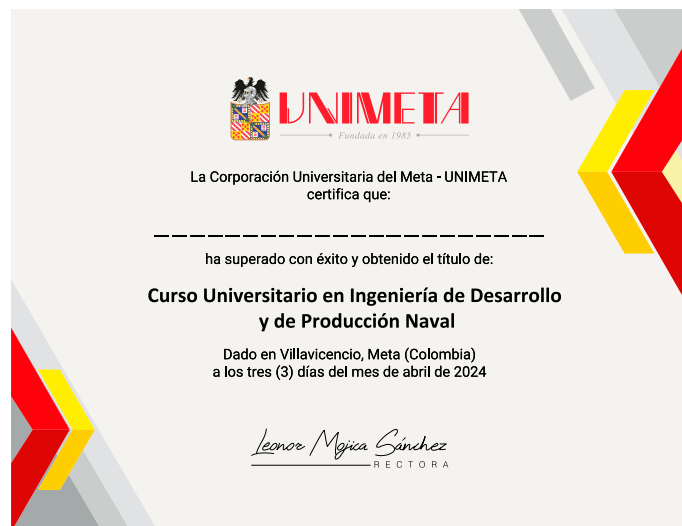 UNIMETA
Fundada en 1985
La Corporación Universitaria del Meta - UNIMETA
certifica que:
ha superado con éxito y obtenido el título de:
Curso Universitario en Ingeniería de Desarrollo
y de Producción Naval
Dado en Villavicencio, Meta (Colombia)
a los tres (3) días del mes de abril de 2024
Leonor Mojica Sánchez
RECTORA